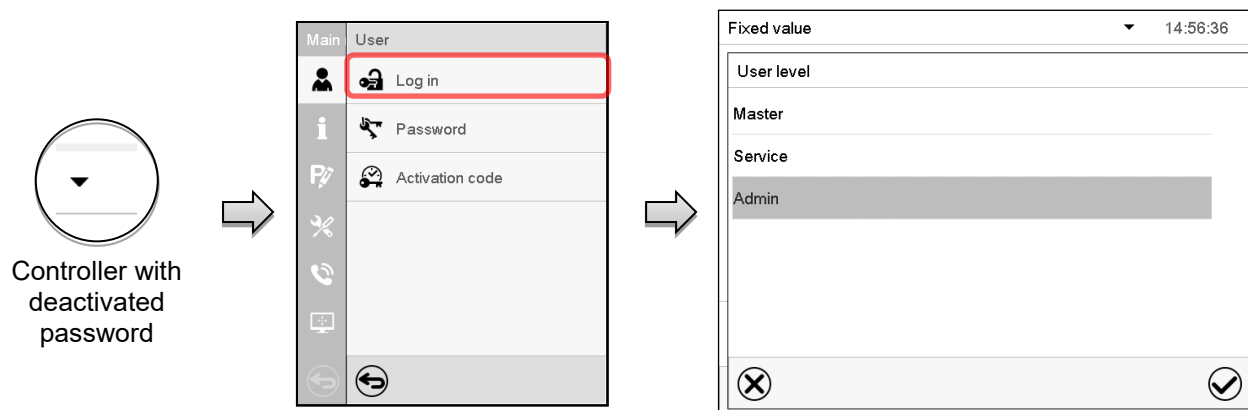 Controller with
deactivated
password
Main
User
Log in
Password
Activation code
Fixed value
14:56:36
User level
Master
Service
Admin